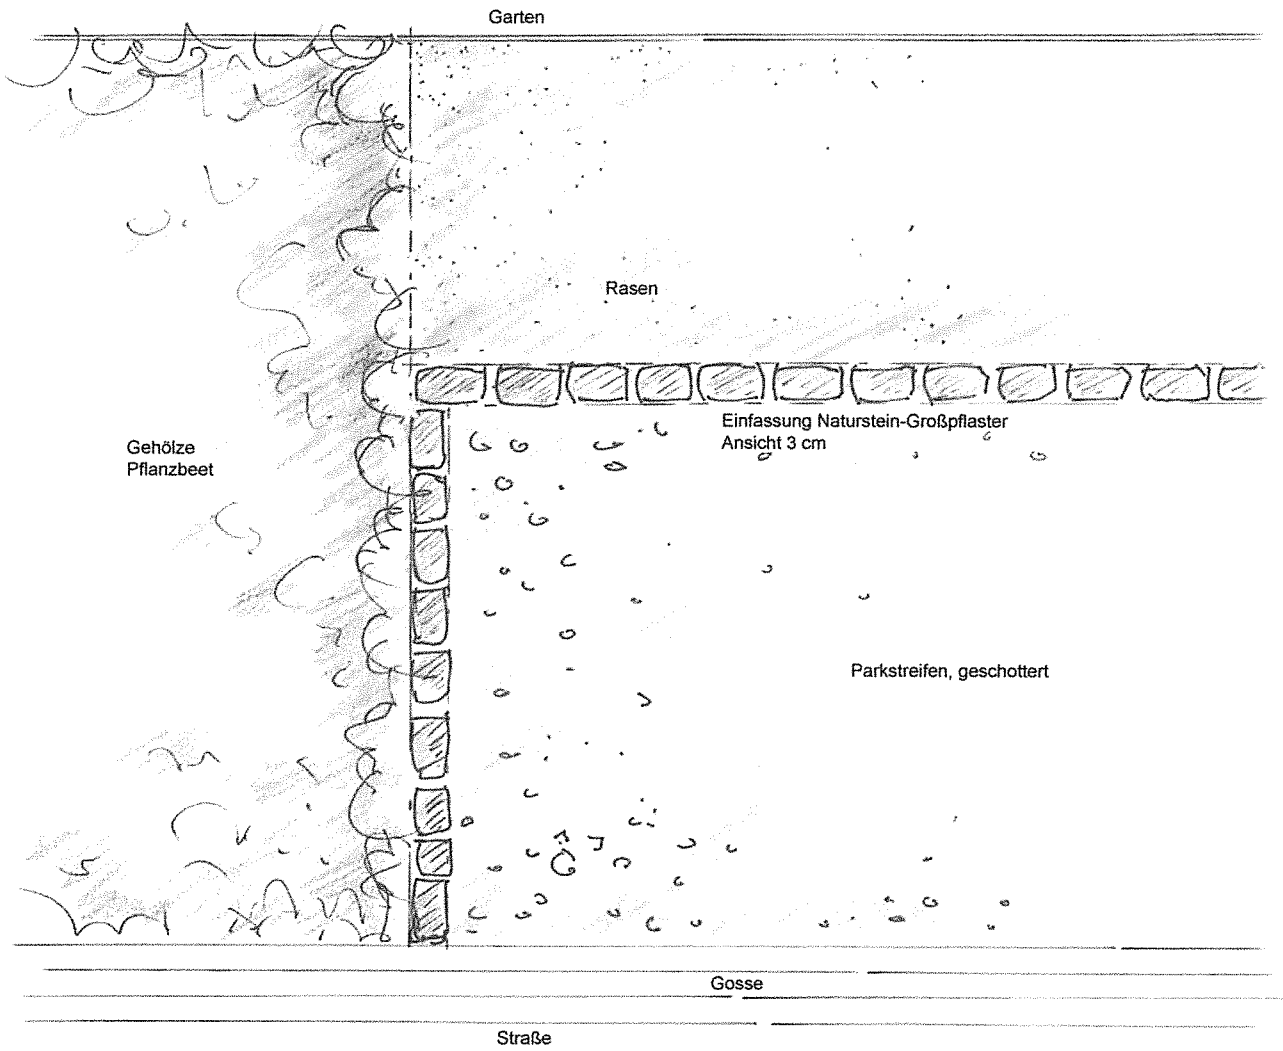 Garten
Rasen
Einfassung Naturstein-Großpflaster
Ansicht 3 cm
Gehölze
Pflanzbeet
Parkstreifen, geschottert
Gosse
Straße